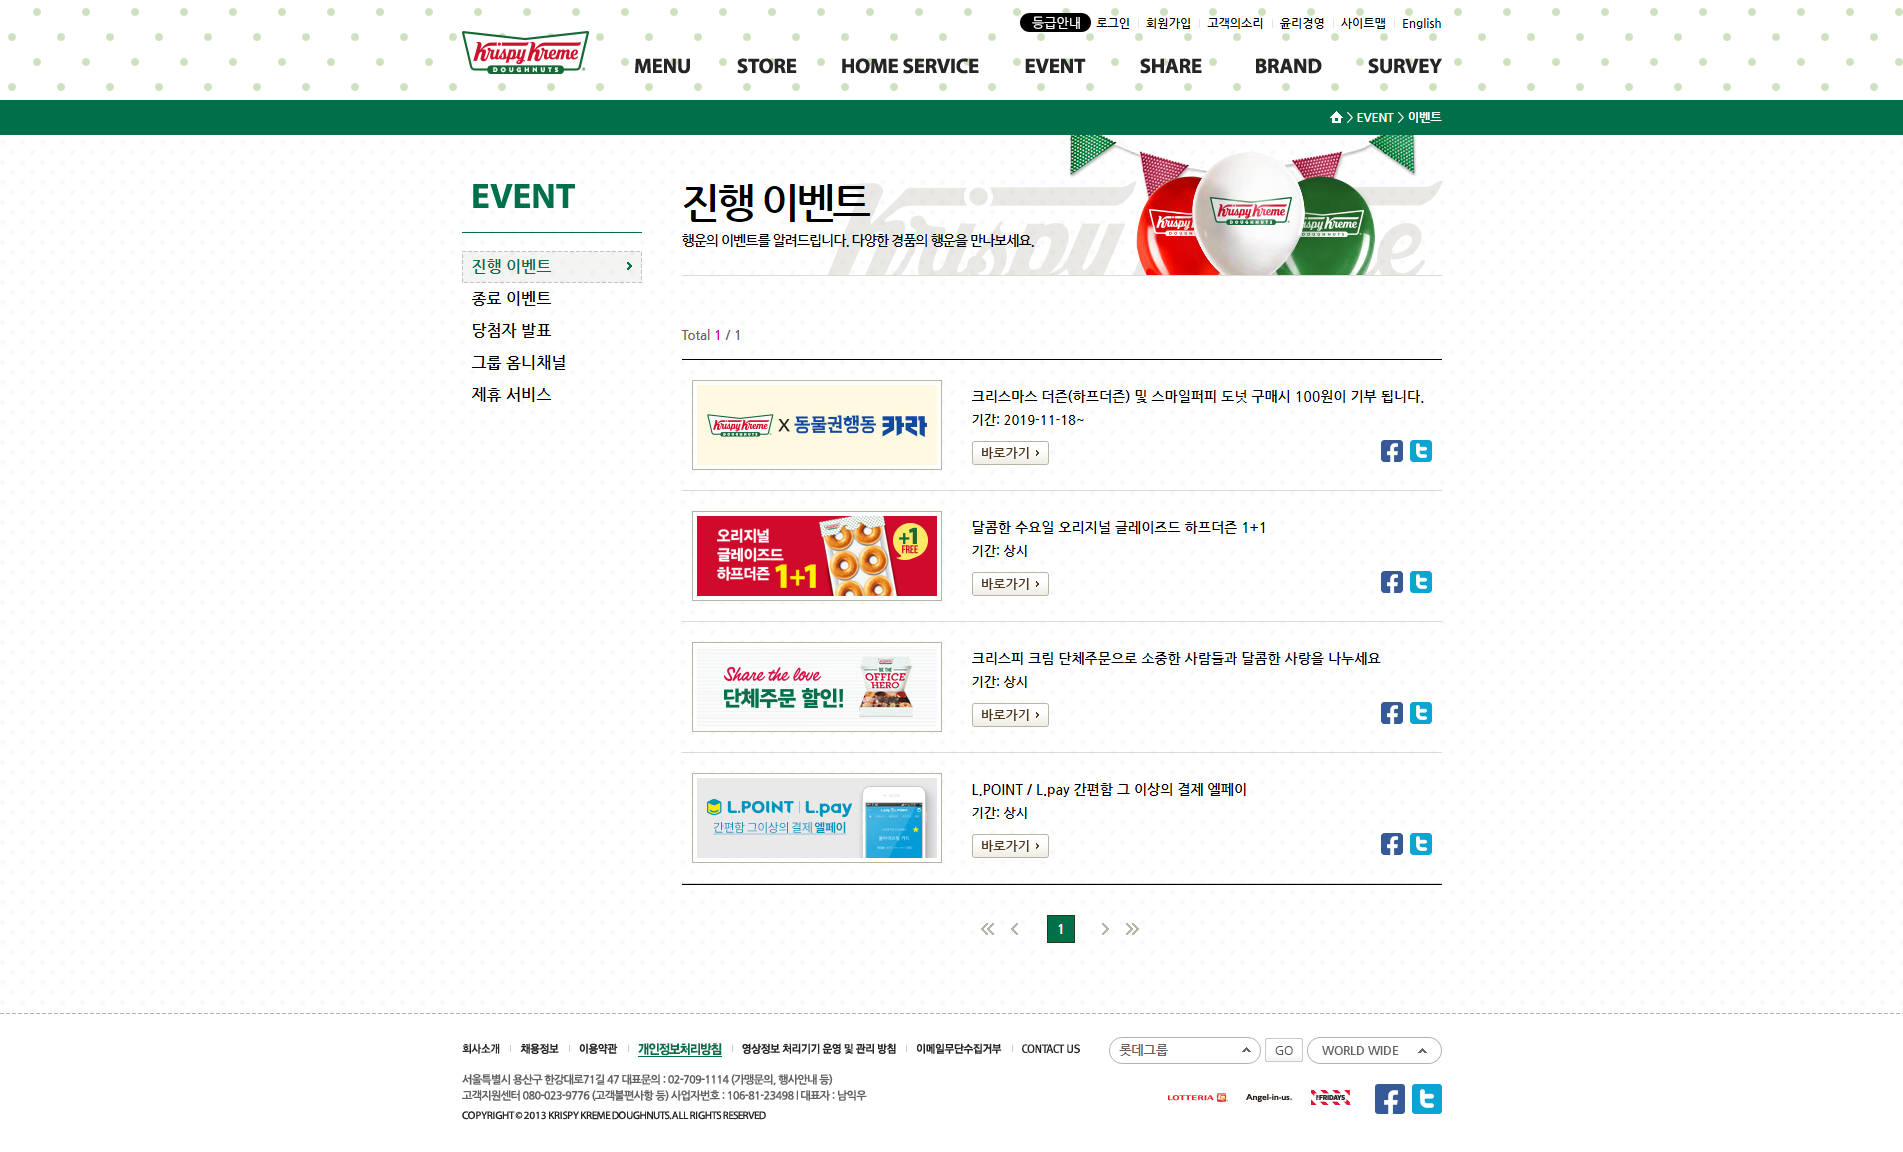 등급안내 로그인 회원가입 고객의소리 윤리경영 사이트맵 English
Krispy Kreme
DOUGHNUTS
MENU STORE HOME SERVICE EVENT SHARE BRAND SURVEY
> EVENT > 이벤트
EVENT
진행 이벤트
종료 이벤트
당첨자 발표
그룹 옴니채널
제휴 서비스
진행 이벤트
행운의 이벤트를 알려드립니다. 다양한 경품의 행운을 만나보세요.
Krispy Kreme
DOUGHNUTS
Total 1 / 1
Krispy Kreme DOUGHNUTS X 동물권행동 카라
크리스마스 더즌(하프더즌) 및 스마일퍼피 도넛 구매시 100원이 기부 됩니다.
기간: 2019-11-18~
바로가기
오리지널
글레이즈드
하프더즌 1+1
+1
FREE
달콤한 수요일 오리지널 글레이즈드 하프더즌 1+1
기간: 상시
바로가기
Share the love
단체주문 할인!
BE THE
OFFICE
HERO
크리스피 크림 단체주문으로 소중한 사람들과 달콤한 사랑을 나누세요
기간: 상시
바로가기
L.POINT | L.pay
간편함 그이상의 결제 엘페이
L.POINT / L.pay 간편함 그 이상의 결제 엘페이
기간: 상시
바로가기
1
회사소개 채용정보 이용약관 개인정보처리방침 영상정보 처리기기 운영 및 관리 방침 이메일무단수집거부 CONTACT US
롯데그룹 GO WORLD WIDE
서울특별시 용산구 한강대로71길 47 대표문의 : 02-709-1114 (가맹문의, 행사안내 등)
고객지원센터 080-023-9776 (고객불편사항 등) 사업자번호 : 106-81-23498 | 대표자 : 남익우
COPYRIGHT © 2013 KRISPY KREME DOUGHNUTS. ALL RIGHTS RESERVED
LOTTERIA Angel-in-us. FRIDAYS